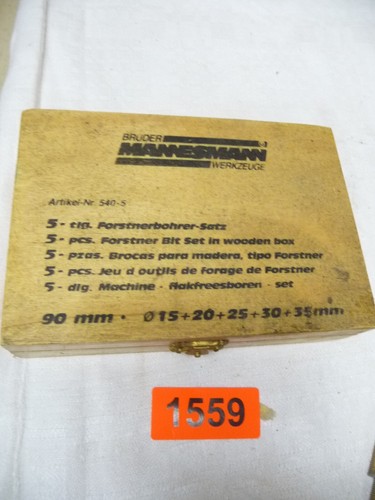 BRÜDER
MANNESMANN
WERKZEUGE
Artikel-Nr. 540-5
5- tlg. Forstnerbohrer-Satz
5- pcs. Forstner Bit Set in wooden box
5- pzas. Brocas para madera, tipo Forstner
5- pcs. Jeu d outils de forage de Forstner
5- dlg. Machine - flakfreesboren - set
90 mm · Ø 15+20+25+30+35mm
1559